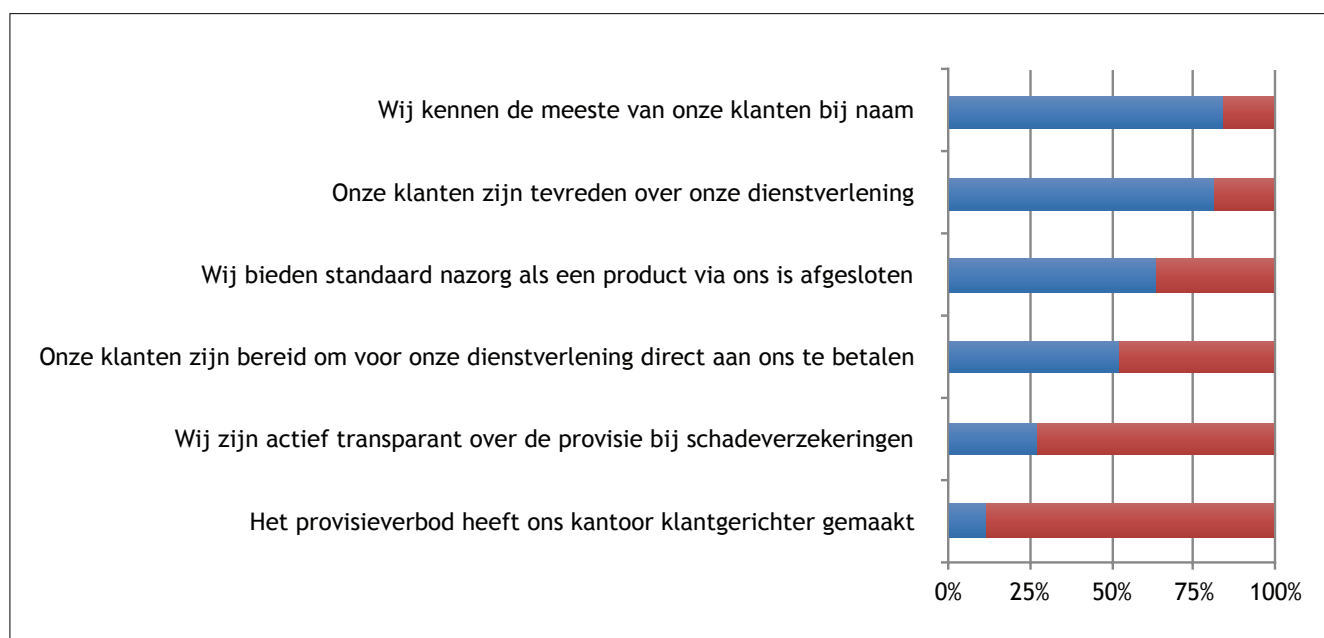 Wij kennen de meeste van onze klanten bij naam
Onze klanten zijn tevreden over onze dienstverlening
Wij bieden standaard nazorg als een product via ons is afgesloten
Onze klanten zijn bereid om voor onze dienstverlening direct aan ons te betalen
Wij zijn actief transparant over de provisie bij schadeverzekeringen
Het provisieverbod heeft ons kantoor klantgerichter gemaakt
0% 25% 50% 75% 100%